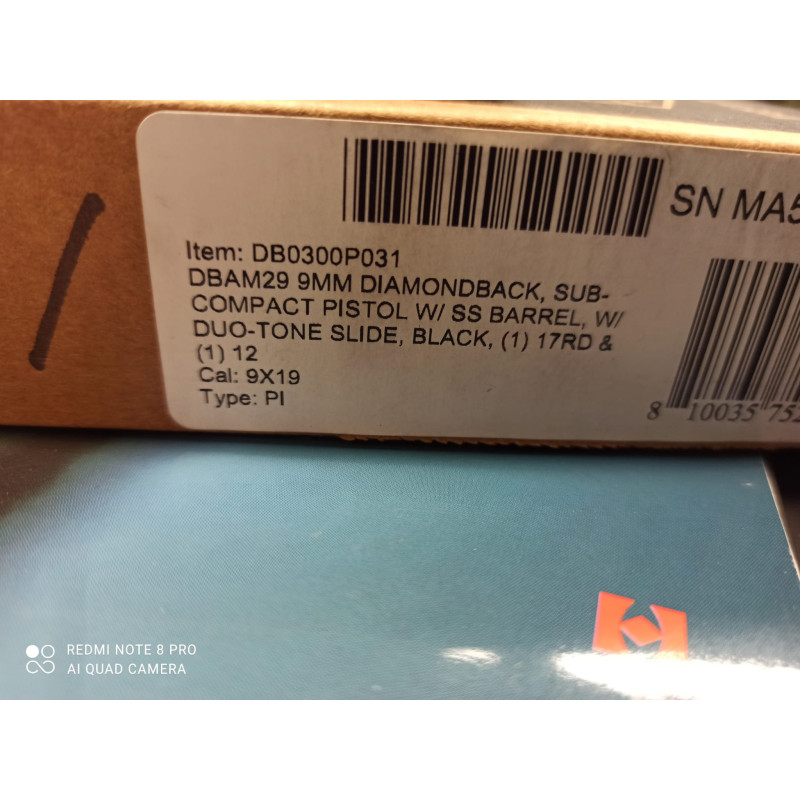 SN MA5
Item: DB0300P031
DBAM29 9MM DIAMONDBACK, SUB-
COMPACT PISTOL W/ SS BARREL, W/
DUO-TONE SLIDE, BLACK, (1) 17RD &
(1) 12
Cal: 9X19
Type: PI
8 10035 752
REDMI NOTE 8 PRO
AI QUAD CAMERA